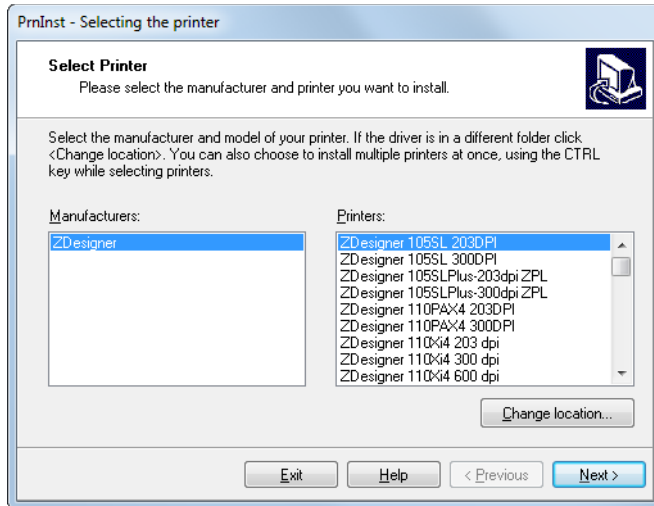 PrnInst - Selecting the printer
Select Printer
Please select the manufacturer and printer you want to install.
Select the manufacturer and model of your printer. If the driver is in a different folder click
<Change location>. You can also choose to install multiple printers at once, using the CTRL
key while selecting printers.
Manufacturers:
ZDesigner
Printers:
ZDesigner 105SL 203DPI
ZDesigner 105SL 300DPI
ZDesigner 105SLPlus-203dpi ZPL
ZDesigner 105SLPlus-300dpi ZPL
ZDesigner 110PAX4 203DPI
ZDesigner 110PAX4 300DPI
ZDesigner 110Xi4 203 dpi
ZDesigner 110Xi4 300 dpi
ZDesigner 110Xi4 600 dpi
Change location...
Exit
Help
< Previous
Next >